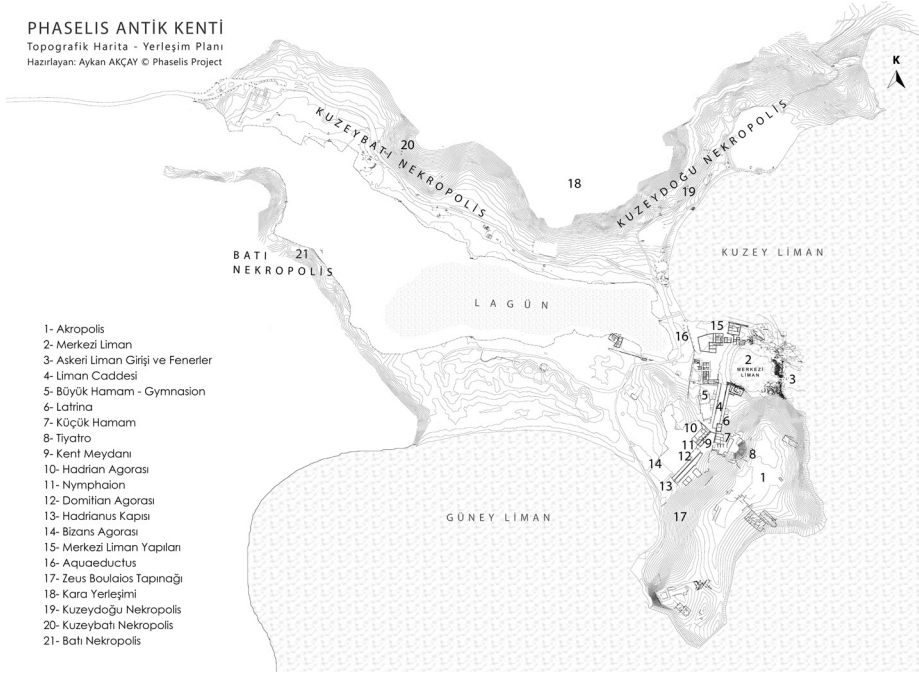 PHASELIS ANTİK KENTİ
Topografik Harita - Yerleşim Planı
Hazırlayan: Aykan AKÇAY © Phaselis Project
K
KUZEYBATI NEKROPOLİS
20
18
KUZEYDOĞU NEKROPOLİS
19
BATI
NEKROPOLİS
21
KUZEY LİMAN
LAGÜN
16
15
2
MERKEZİ
LİMAN
3
5
4
6
10
11
9
7
12
8
14
13
1
17
GÜNEY LİMAN
1- Akropolis
2- Merkezi Liman
3- Askeri Liman Girişi ve Fenerler
4- Liman Caddesi
5- Büyük Hamam - Gymnasion
6- Latrina
7- Küçük Hamam
8- Tiyatro
9- Kent Meydanı
10- Hadrian Agorası
11- Nymphaion
12- Domitian Agorası
13- Hadrianus Kapısı
14- Bizans Agorası
15- Merkezi Liman Yapıları
16- Aquaeductus
17- Zeus Boulaios Tapınağı
18- Kara Yerleşimi
19- Kuzeydoğu Nekropolis
20- Kuzeybatı Nekropolis
21- Batı Nekropolis